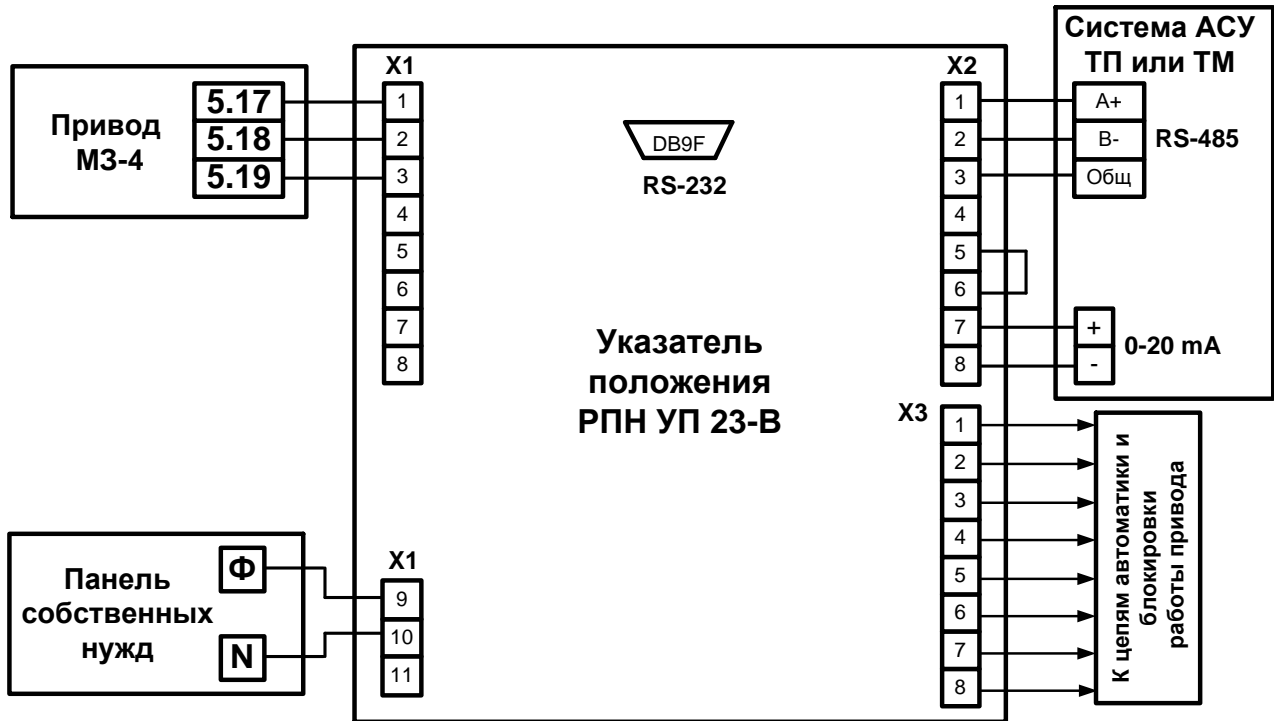 Привод
МЗ-4
5.17
5.18
5.19
X1
1
2
3
4
5
6
7
8
DB9F
RS-232
Указатель
положения
РПН УП 23-В
X2
1
2
3
4
5
6
7
8
Система АСУ
ТП или ТМ
A+
B-
Общ
RS-485
+
-
0-20 mA
X3
1
2
3
4
5
6
7
8
К цепям автоматики и
блокировки
работы привода
Панель
собственных
нужд
Ф
N
X1
9
10
11